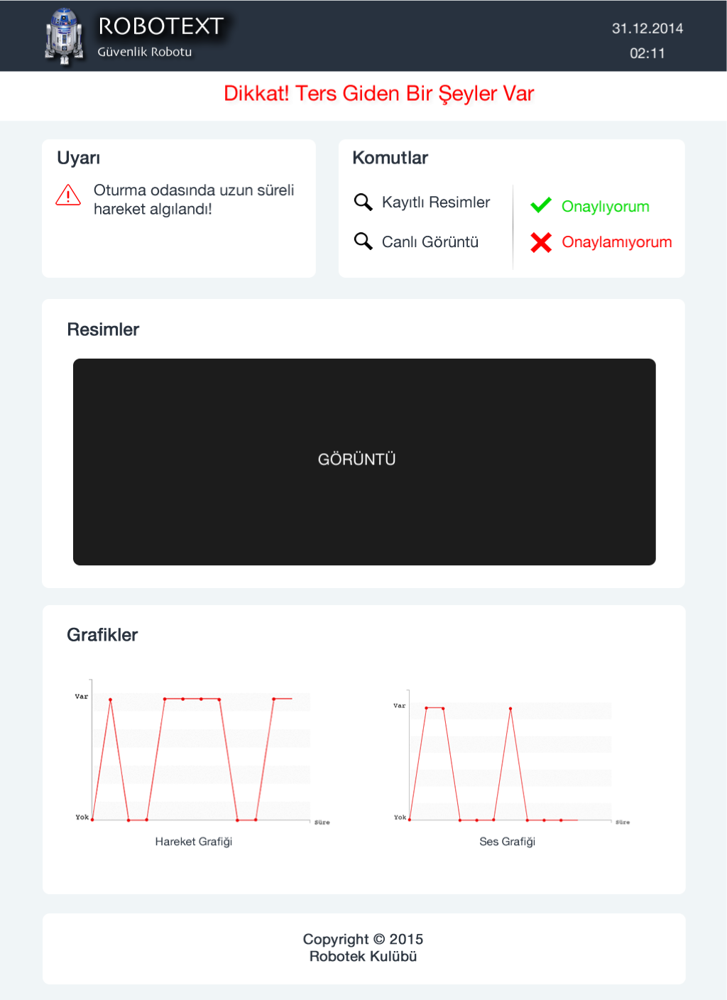 ROBOTEXT
Güvenlik Robotu
31.12.2014
02:11
Dikkat! Ters Giden Bir Şeyler Var
Uyarı
Oturma odasında uzun süreli
hareket algılandı!
Komutlar
Kayıtlı Resimler
Canlı Görüntü
Onaylıyorum
Onaylamıyorum
Resimler
GÖRÜNTÜ
Grafikler
Var
Yok
Süre
Hareket Grafiği
Var
Yok
Süre
Ses Grafiği
Copyright © 2015
Robotek Kulübü